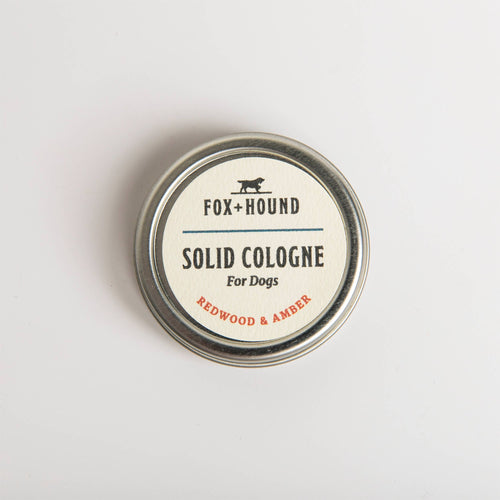 FOX+HOUND
SOLID COLOGNE
For Dogs
REDWOOD & AMBER